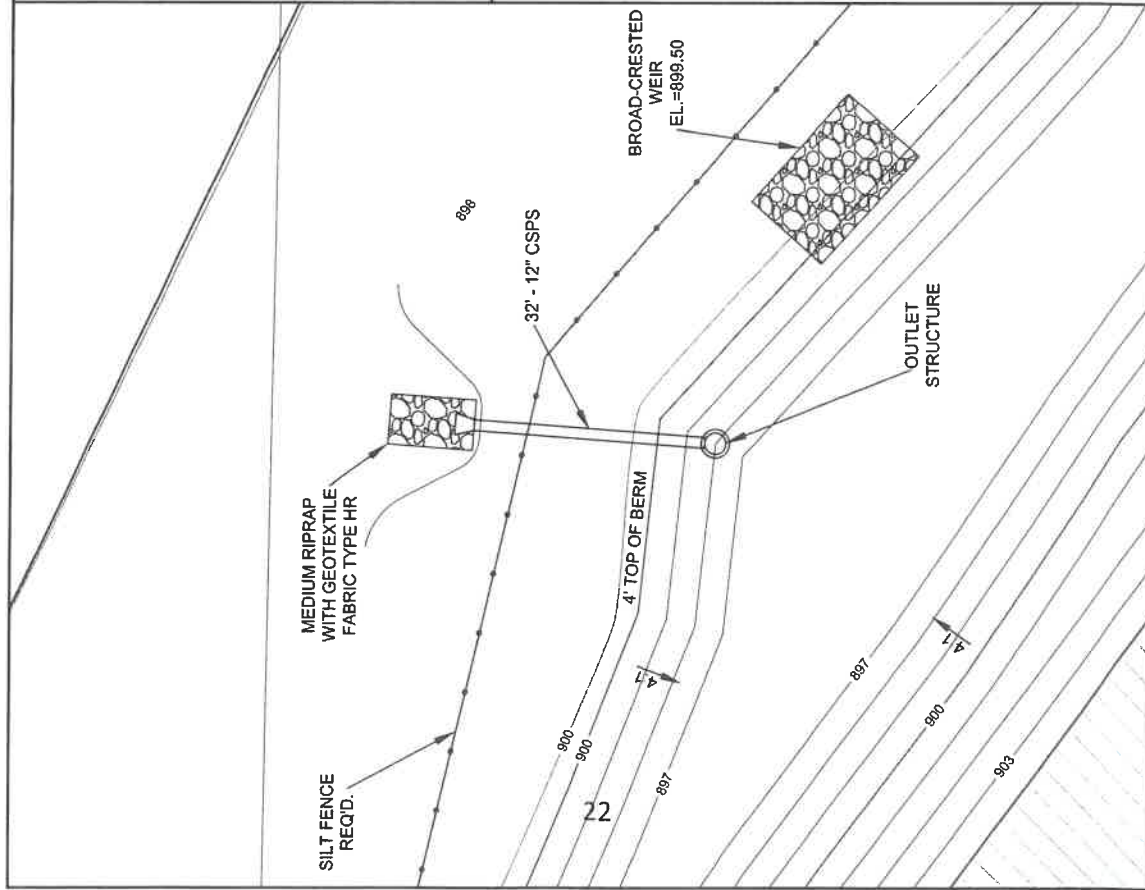 BROAD-CRESTED
WEIR
EL.=899.50
898
32' - 12" CSPS
OUTLET
STRUCTURE
MEDIUM RIPRAP
WITH GEOTEXTILE
FABRIC TYPE HR
4' TOP OF BERM
SILT FENCE
REQ'D.
900
900
897
4:1
22
897
4:1
900
903